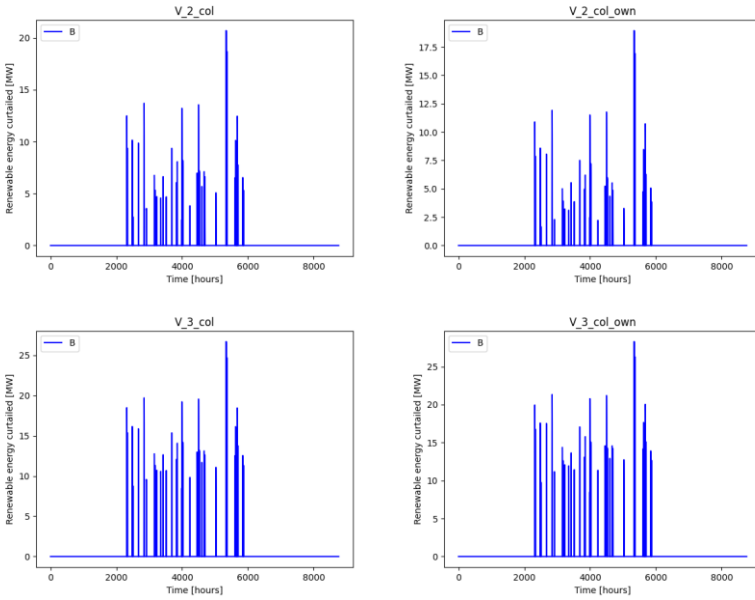 V_2_col
Renewable energy curtailed [MW]
B
20
15
10
5
0
0 2000 4000 6000 8000
Time [hours]
V_2_col_own
Renewable energy curtailed [MW]
B
17.5
15.0
12.5
10.0
7.5
5.0
2.5
0.0
0 2000 4000 6000 8000
Time [hours]
V_3_col
Renewable energy curtailed [MW]
B
25
20
15
10
5
0
0 2000 4000 6000 8000
Time [hours]
V_3_col_own
Renewable energy curtailed [MW]
B
25
20
15
10
5
0
0 2000 4000 6000 8000
Time [hours]